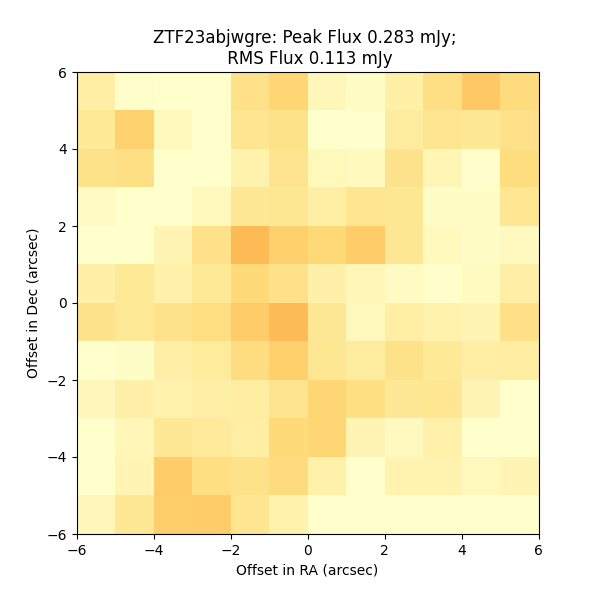 ZTF23abjwgre: Peak Flux 0.283 mJy;
RMS Flux 0.113 mJy
6
4
2
0
−2
−4
−6
Offset in Dec (arcsec)
−6 −4 −2 0 2 4 6
Offset in RA (arcsec)